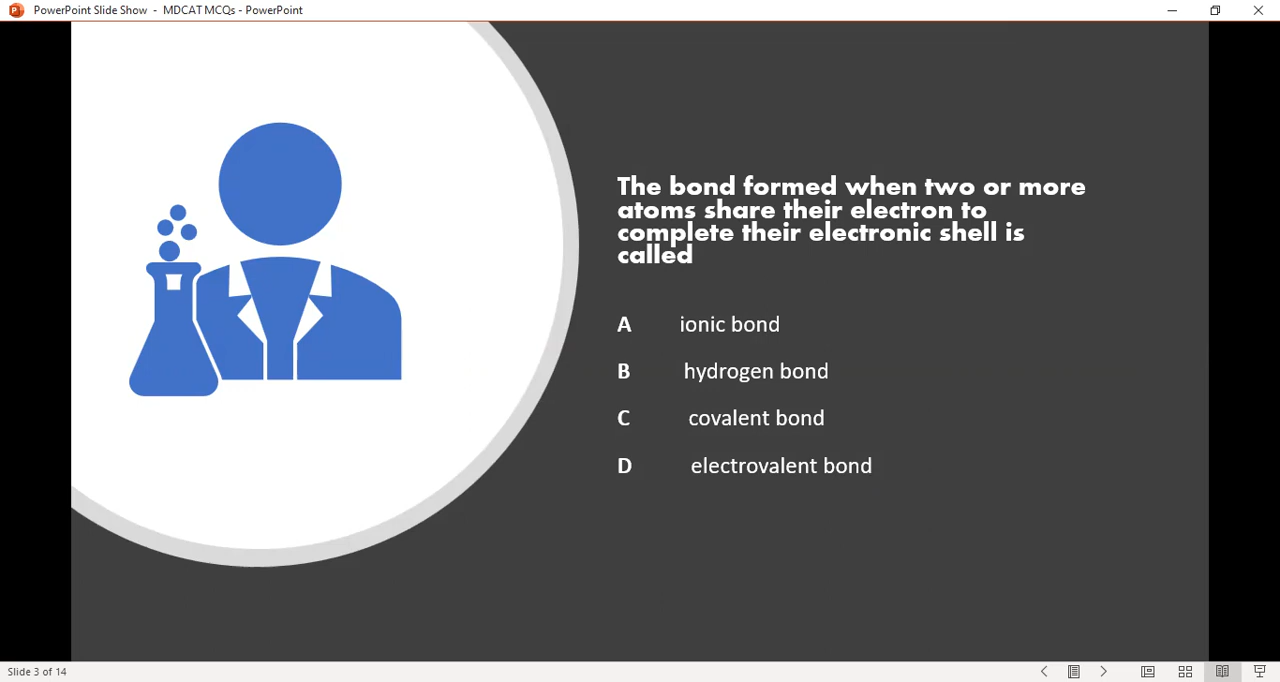 PowerPoint Slide Show - MDCAT MCQs - PowerPoint
The bond formed when two or more
atoms share their electron to
complete their electronic shell is
called
A ionic bond
B hydrogen bond
C covalent bond
D electrovalent bond
Slide 3 of 14